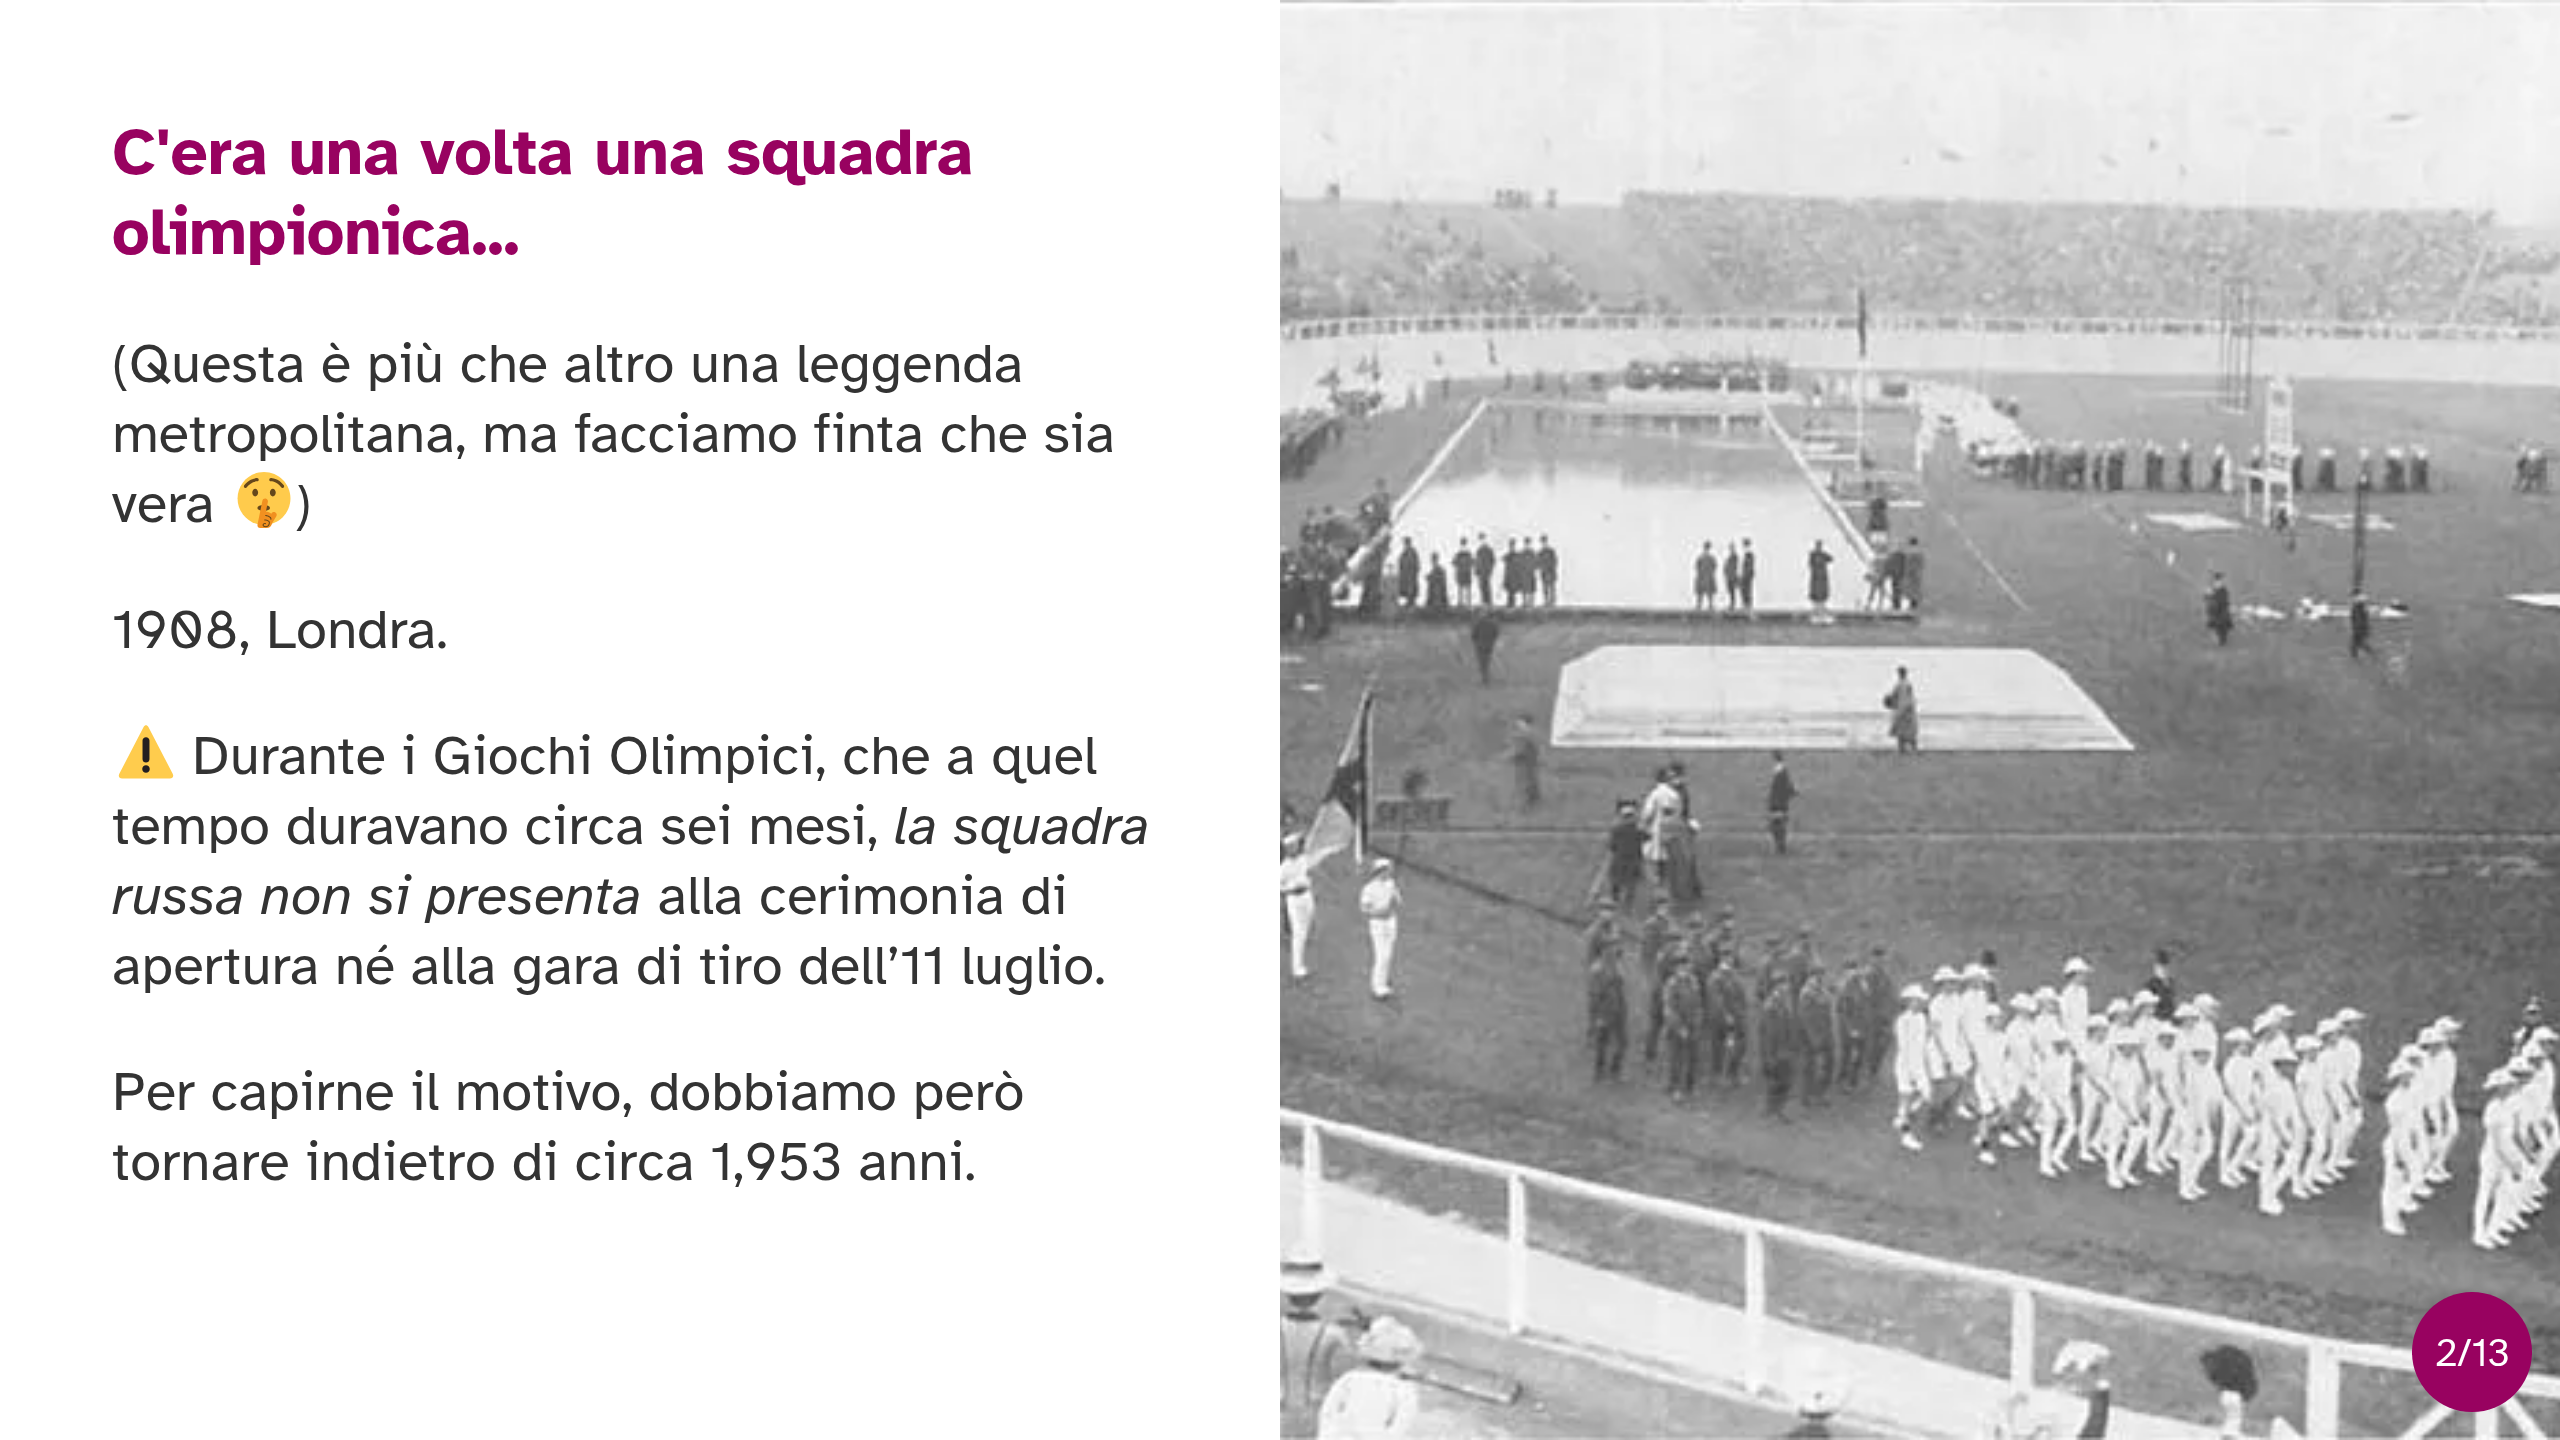 C'era una volta una squadra
olimpionica...
(Questa è più che altro una leggenda
metropolitana, ma facciamo finta che sia
vera 🤫)
1908, Londra.
⚠️ Durante i Giochi Olimpici, che a quel
tempo duravano circa sei mesi, la squadra
russa non si presenta alla cerimonia di
apertura né alla gara di tiro dell’11 luglio.
Per capirne il motivo, dobbiamo però
tornare indietro di circa 1,953 anni.
2/13